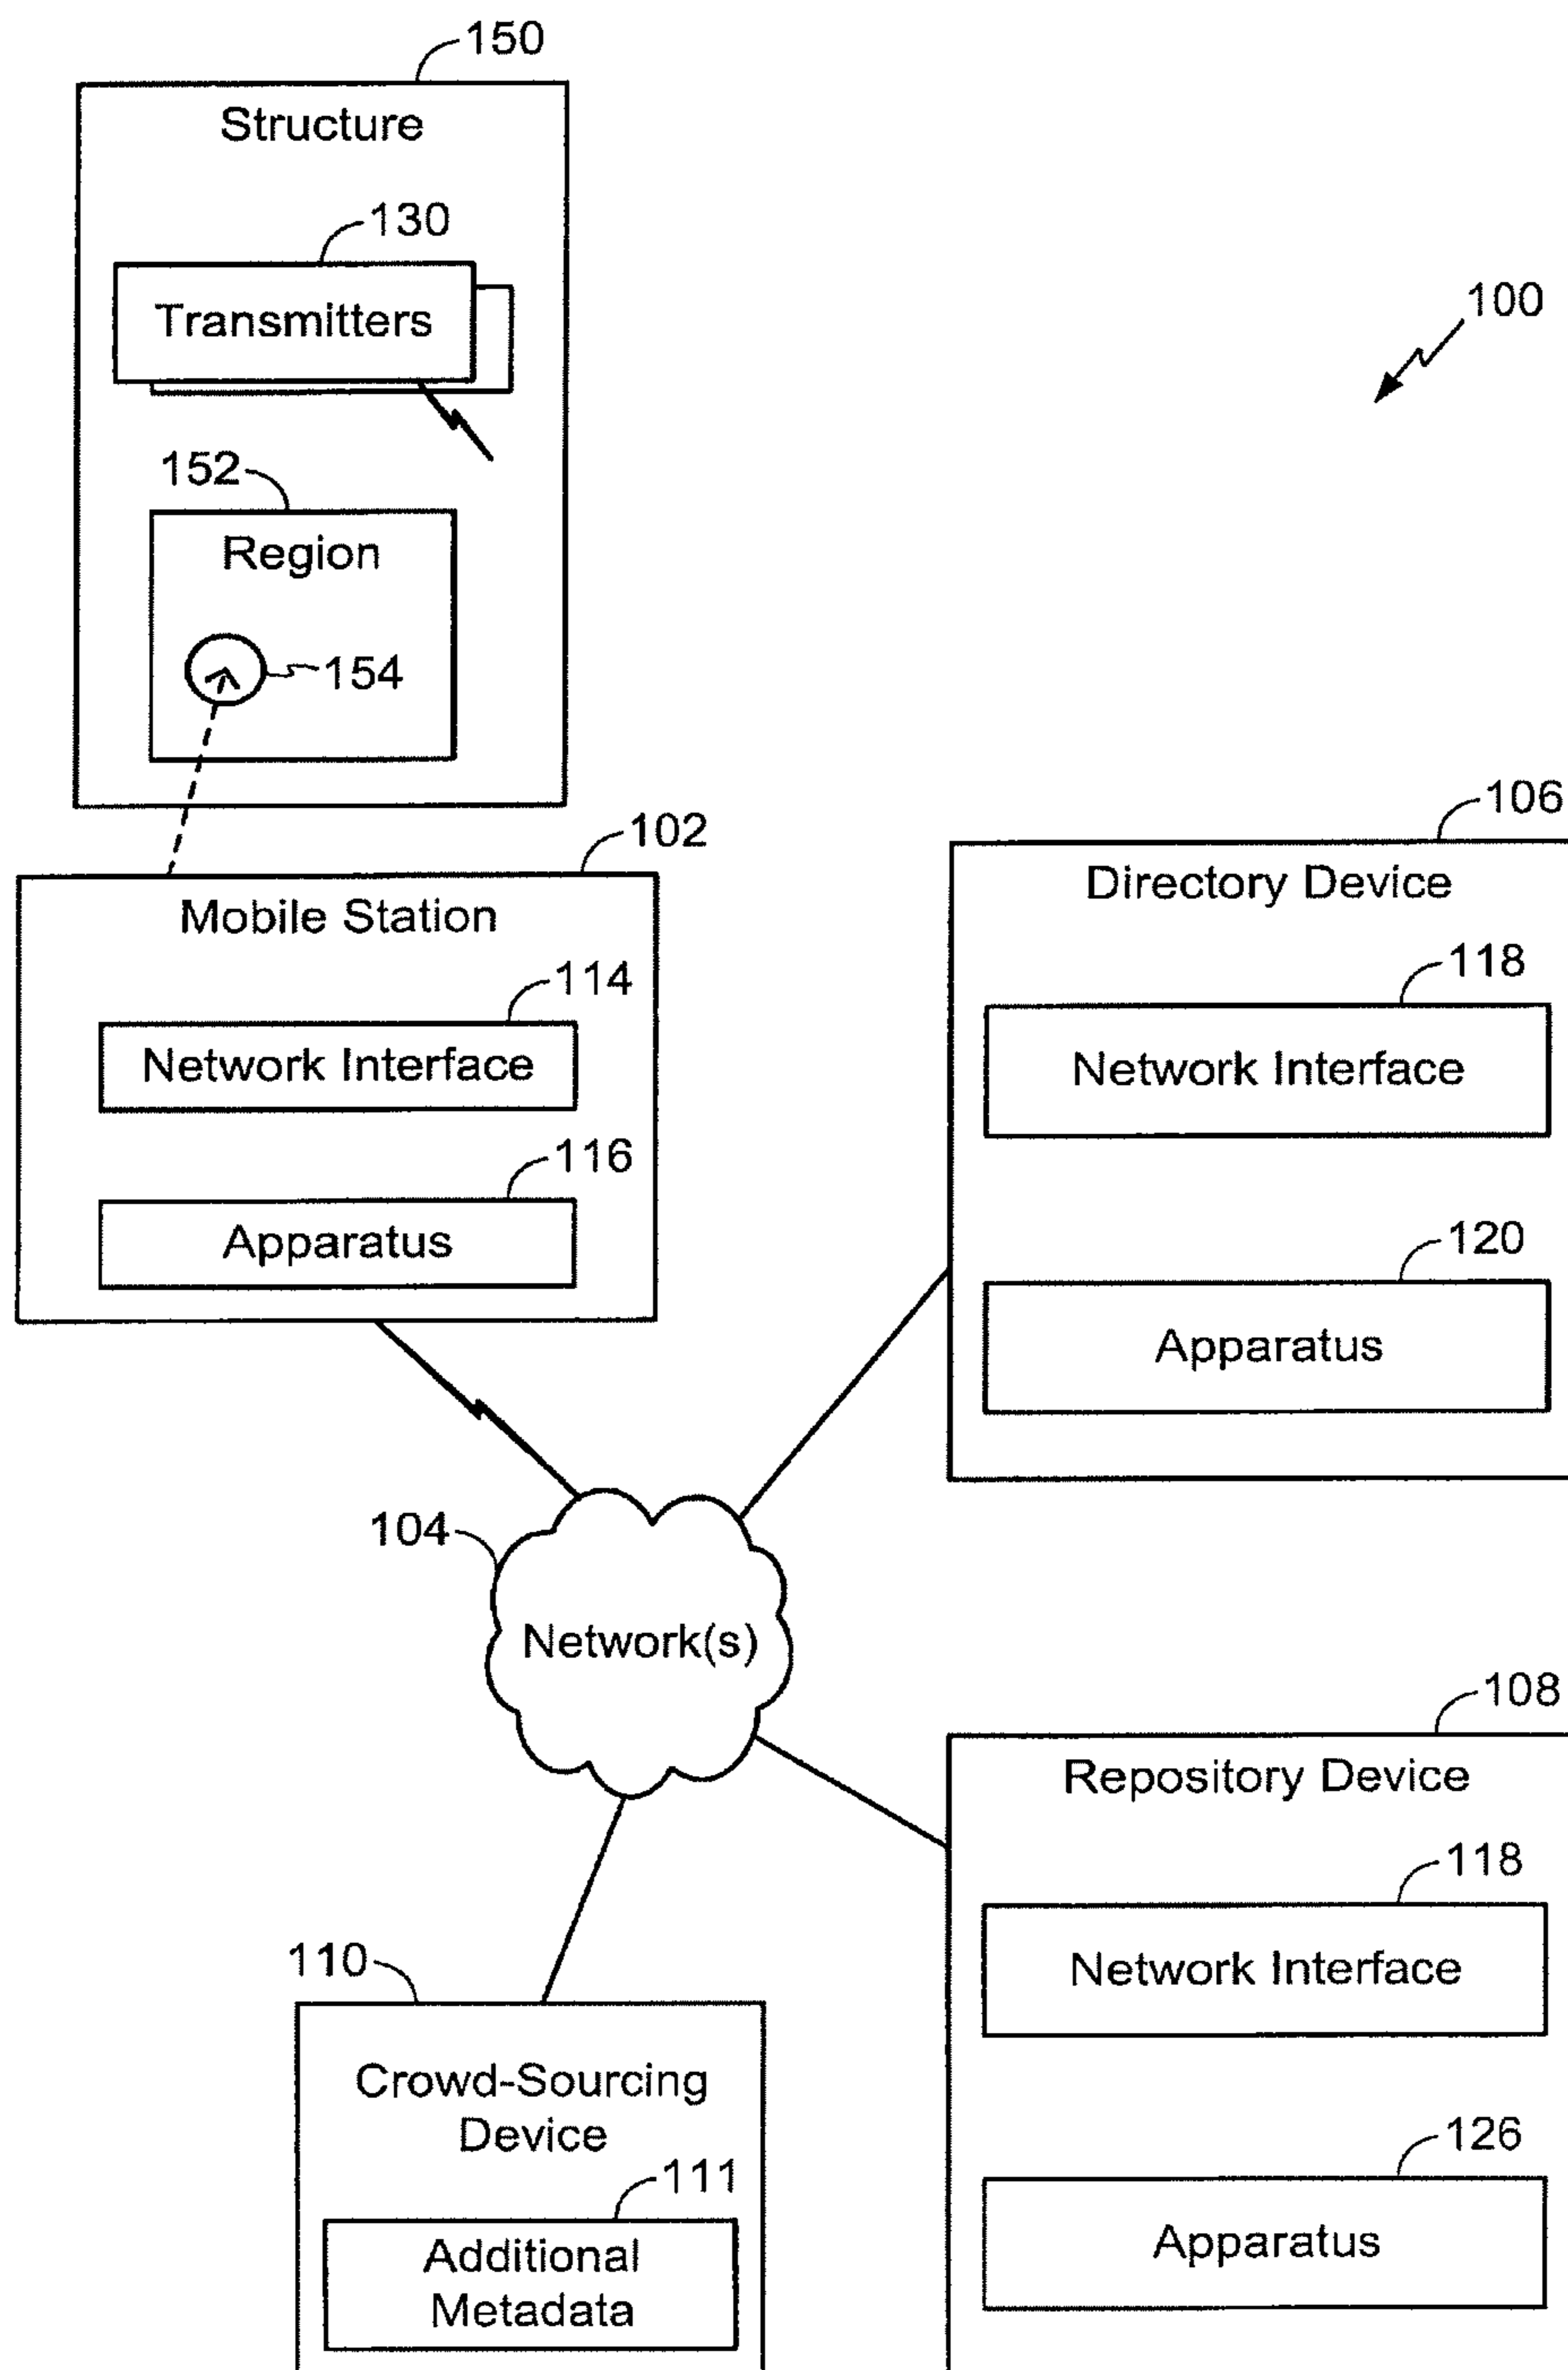 150
Structure
130
Transmitters
100
152
Region
154
102
Mobile Station
114
Network Interface
116
Apparatus
106
Directory Device
118
Network Interface
120
Apparatus
104
Network(s)
108
Repository Device
118
Network Interface
126
Apparatus
110
Crowd-Sourcing
Device
111
Additional
Metadata